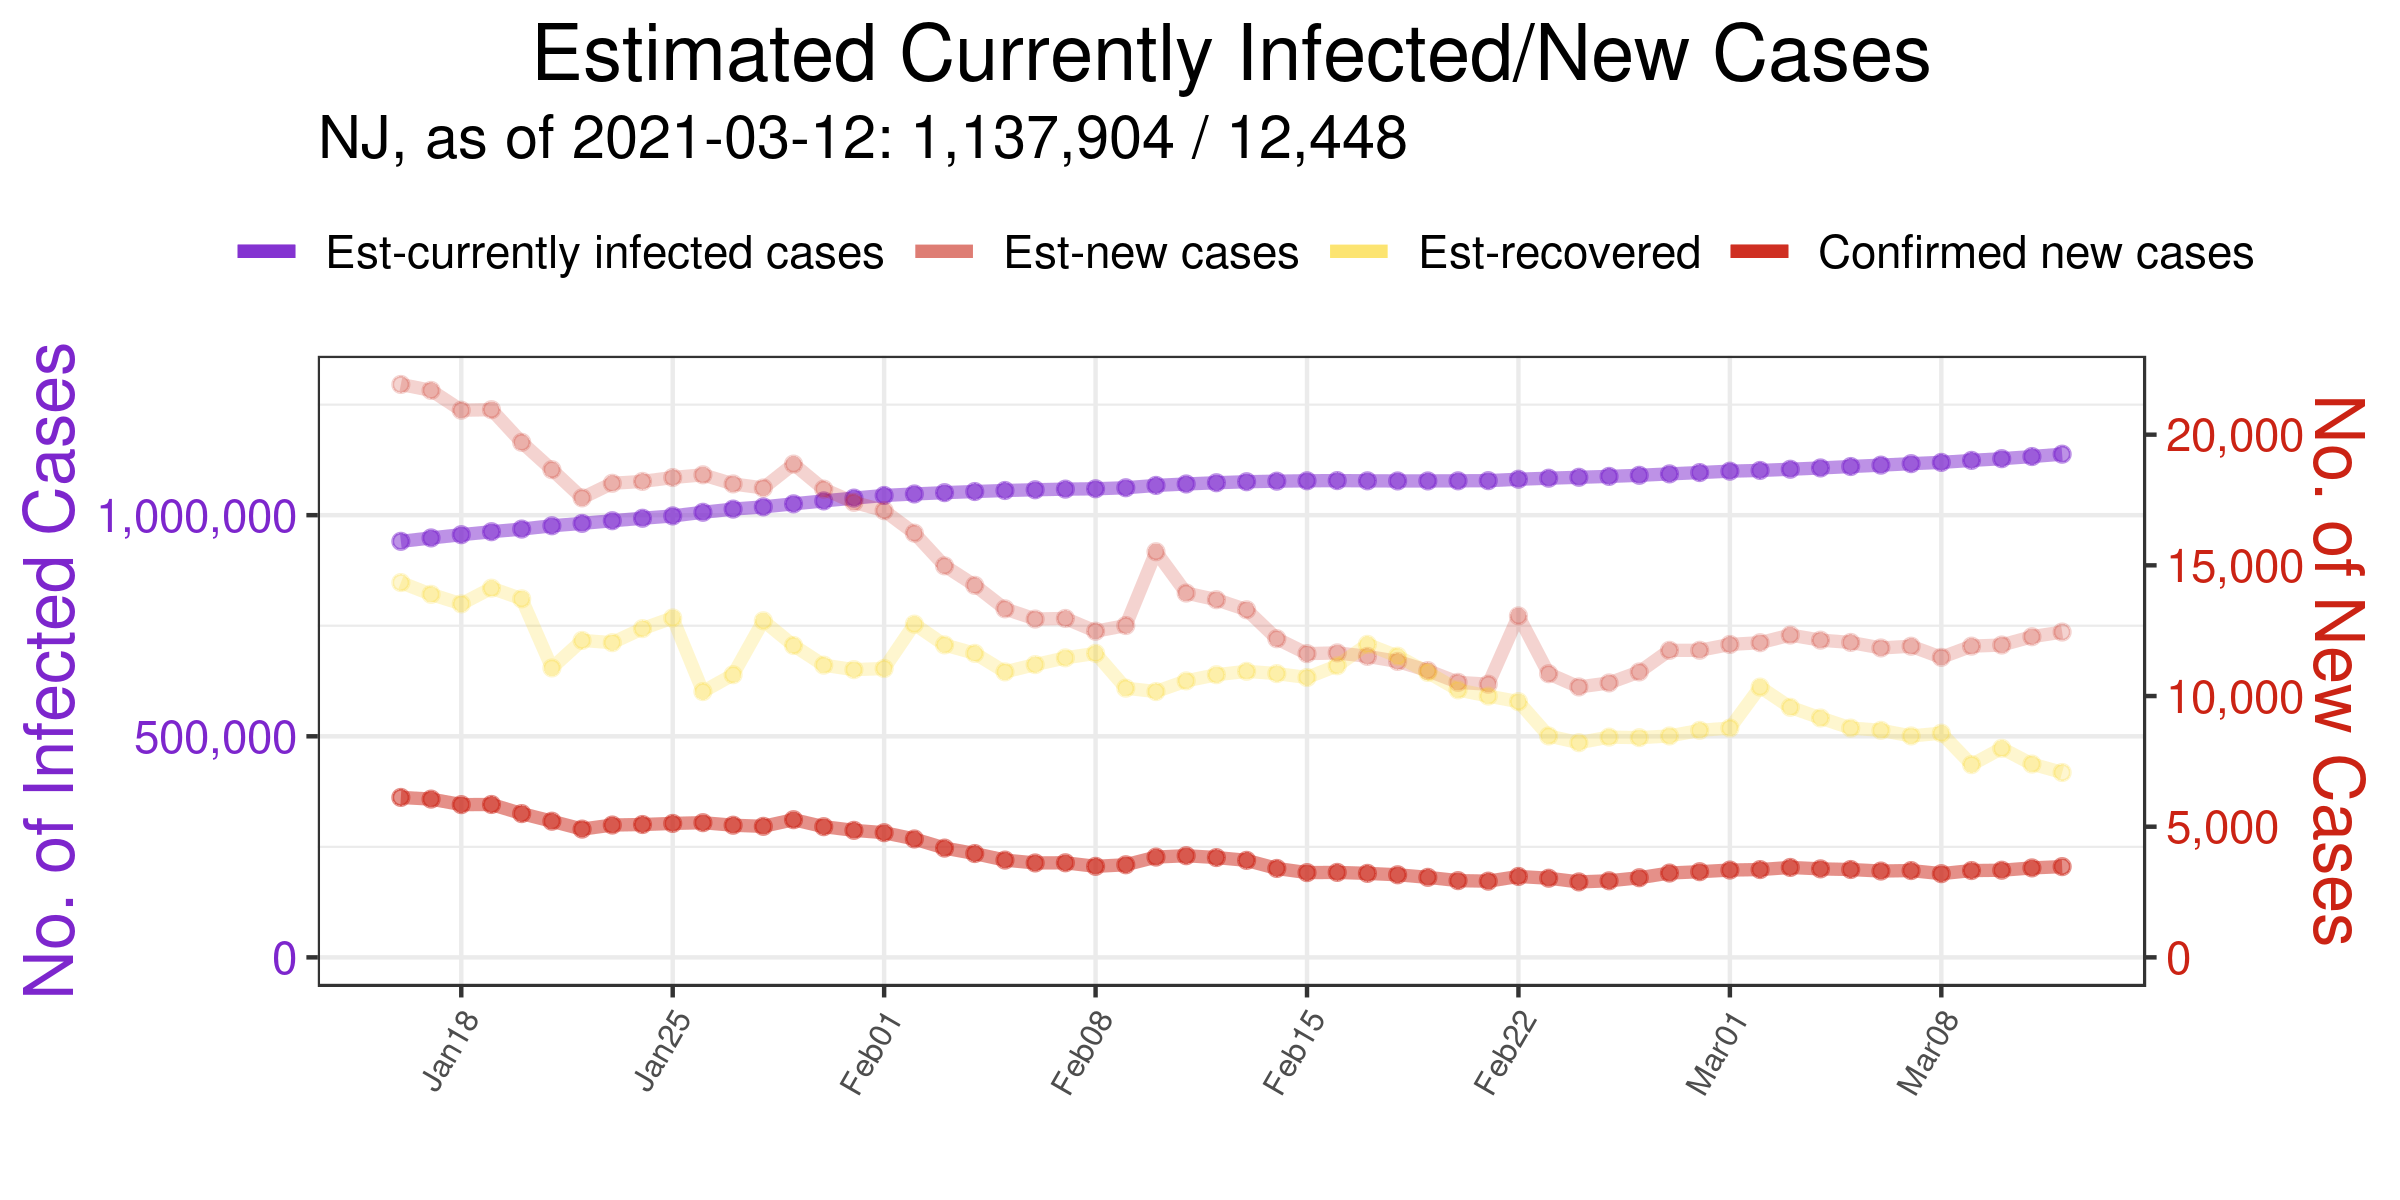 Estimated Currently Infected/New Cases
NJ, as of 2021-03-12: 1,137,904 / 12,448
Est-currently infected cases Est-new cases Est-recovered Confirmed new cases
No. of Infected Cases
1,000,000
500,000
0
20,000
15,000
10,000
5,000
0
No. of New Cases
Jan18 Jan25 Feb01 Feb08 Feb15 Feb22 Mar01 Mar08